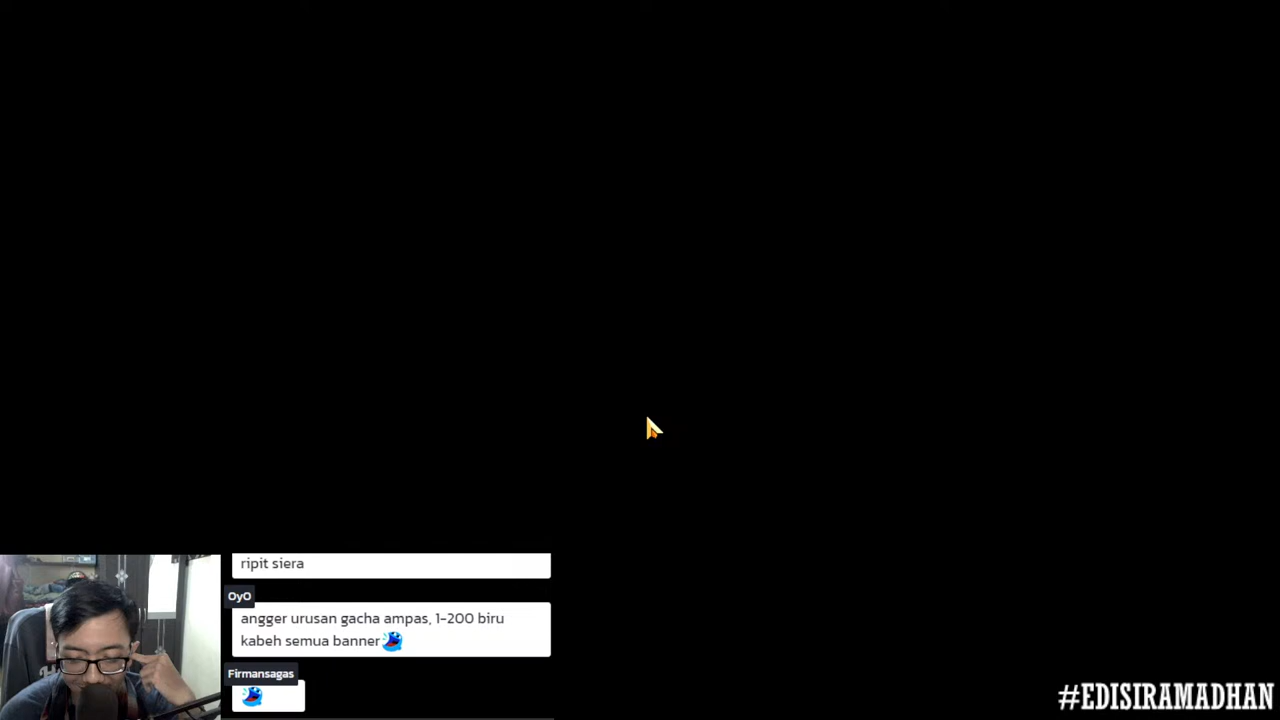 ripit siera
OyO
angger urusan gacha ampas, 1-200 biru
kabeh semua banner
Firmansagas
#EDISIRAMADHAN